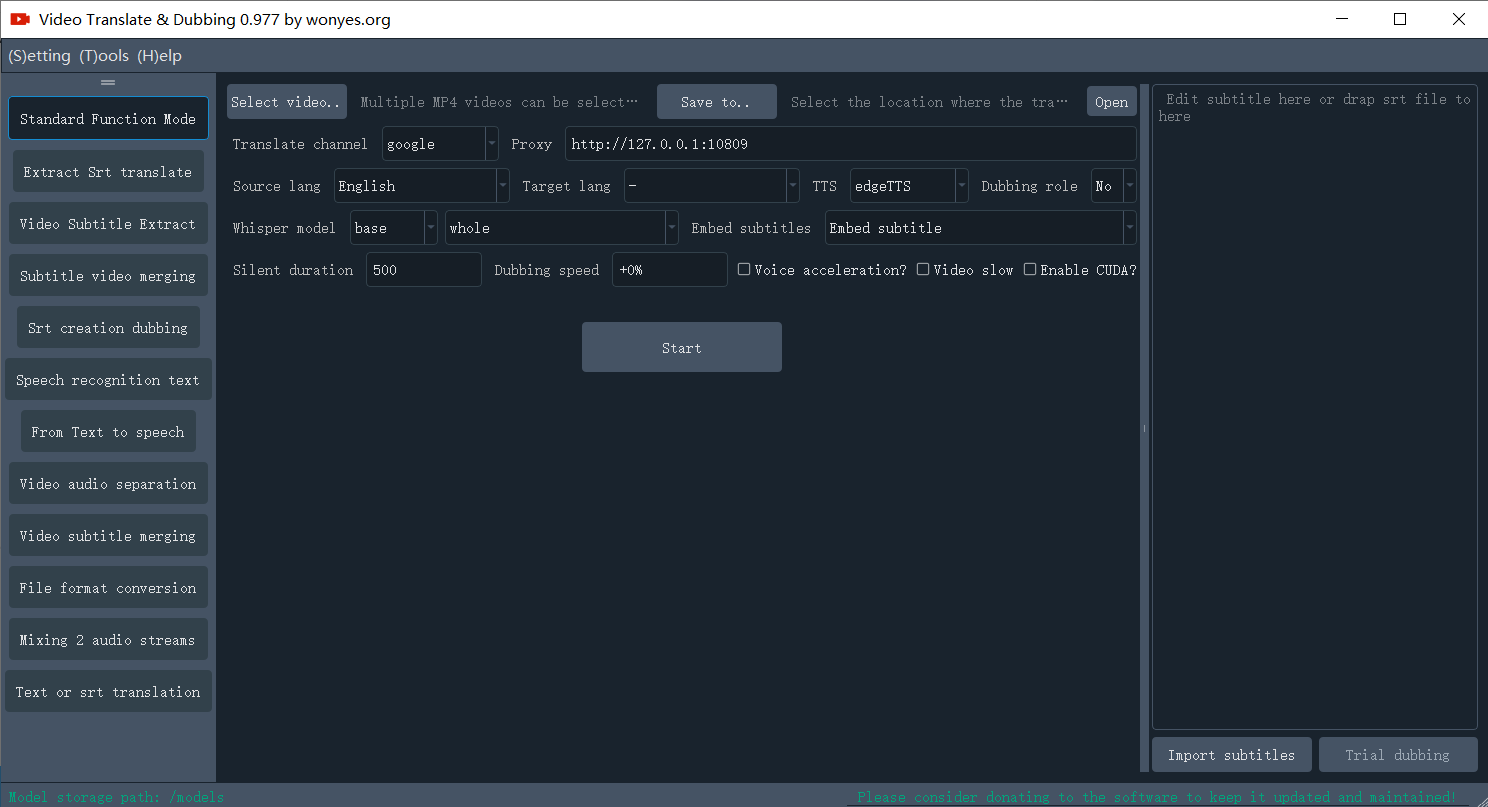 Video Translate & Dubbing 0.977 by wonyes.org
(S)etting (T)ools (H)elp
Standard Function Mode
Extract Srt translate
Video Subtitle Extract
Subtitle video merging
Srt creation dubbing
Speech recognition text
From Text to speech
Video audio separation
Video subtitle merging
File format conversion
Mixing 2 audio streams
Text or srt translation
Select video.. Multiple MP4 videos can be select… Save to.. Select the location where the tra… Open
Translate channel google Proxy http://127.0.0.1:10809
Source lang English Target lang - TTS edgeTTS Dubbing role No
Whisper model base whole Embed subtitles Embed subtitle
Silent duration 500 Dubbing speed +0% Voice acceleration? Video slow Enable CUDA?
Start
Edit subtitle here or drap srt file to
here
Import subtitles Trial dubbing
Model storage path: /models Please consider donating to the software to keep it updated and maintained!